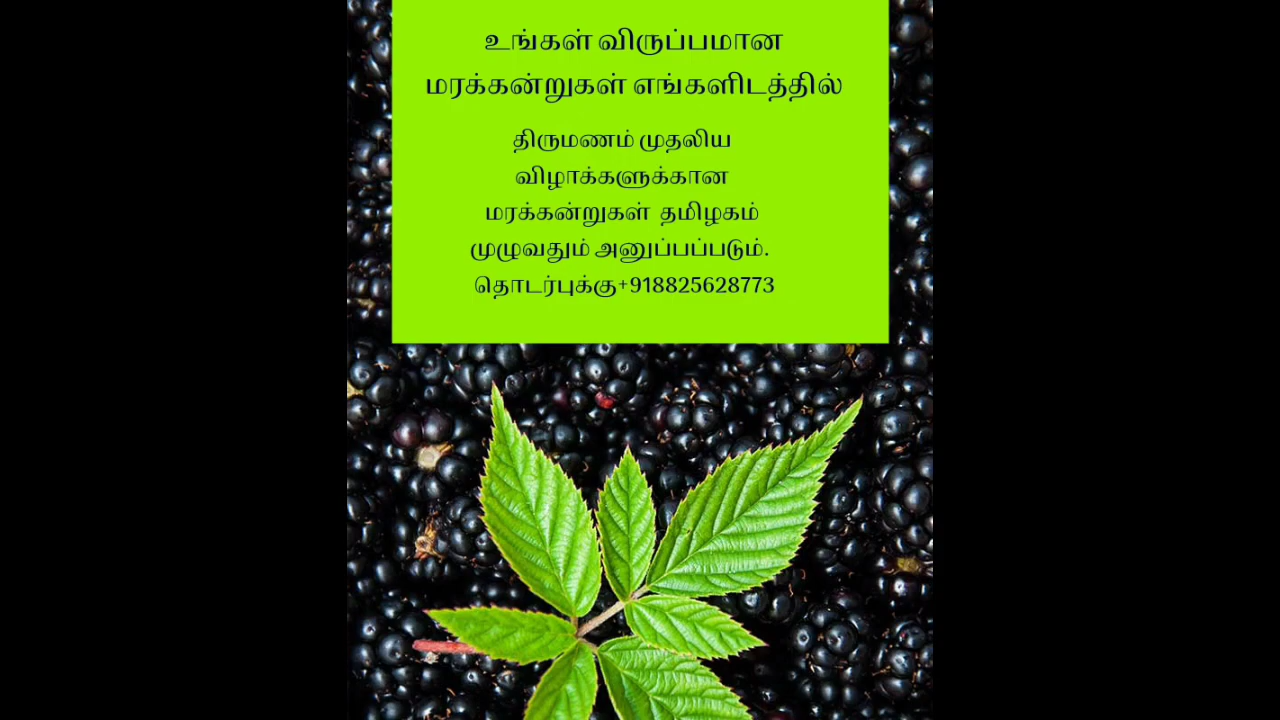 உங்கள் விருப்பமான
மரக்கன்றுகள் எங்களிடத்தில்
திருமணம் முதலிய
விழாக்களுக்கான
மரக்கன்றுகள் தமிழகம்
முழுவதும் அனுப்பப்படும்.
தொடர்புக்கு+918825628773